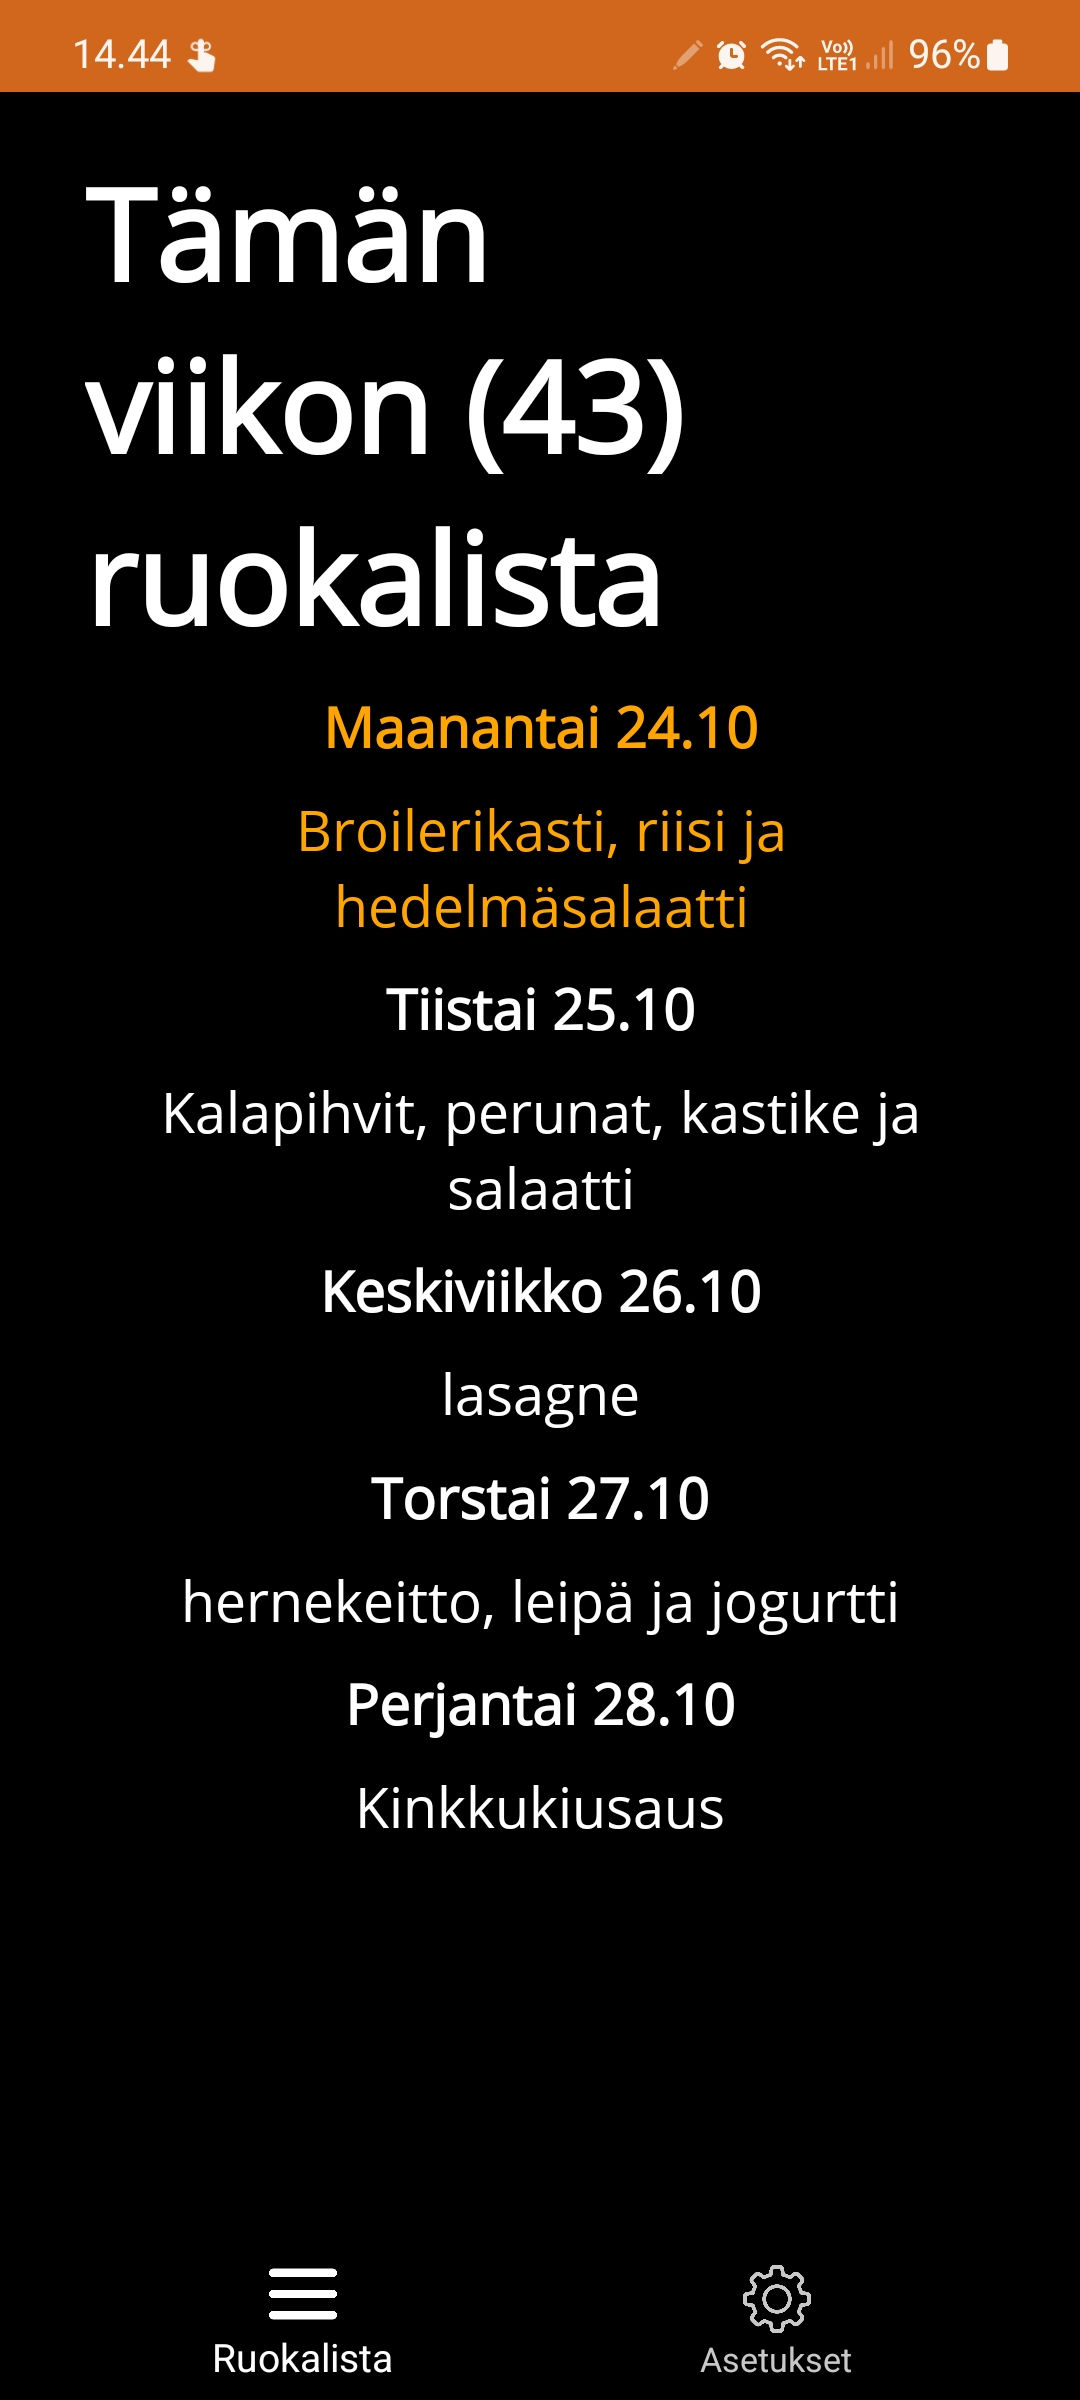 14.44
Vo))
LTE1
96%
Tämän
viikon (43)
ruokalista
Maanantai 24.10
Broilerikasti, riisi ja
hedelmäsalaatti
Tiistai 25.10
Kalapihvit, perunat, kastike ja
salaatti
Keskiviikko 26.10
lasagne
Torstai 27.10
hernekeitto, leipä ja jogurtti
Perjantai 28.10
Kinkkukiusaus
Ruokalista
Asetukset